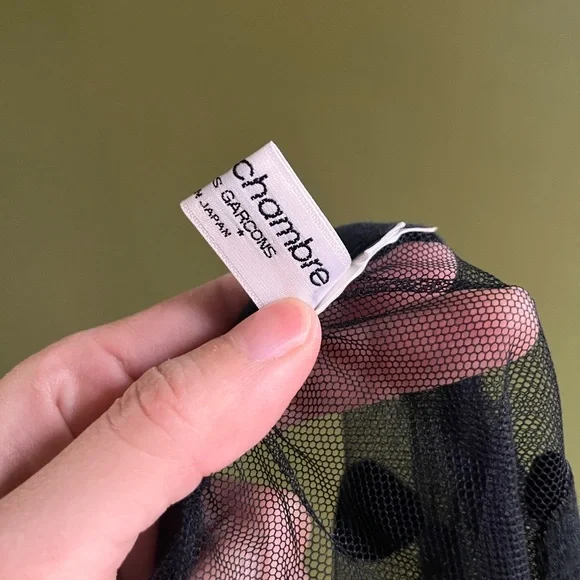 Chambre
S GARCONS
M JAPAN
*